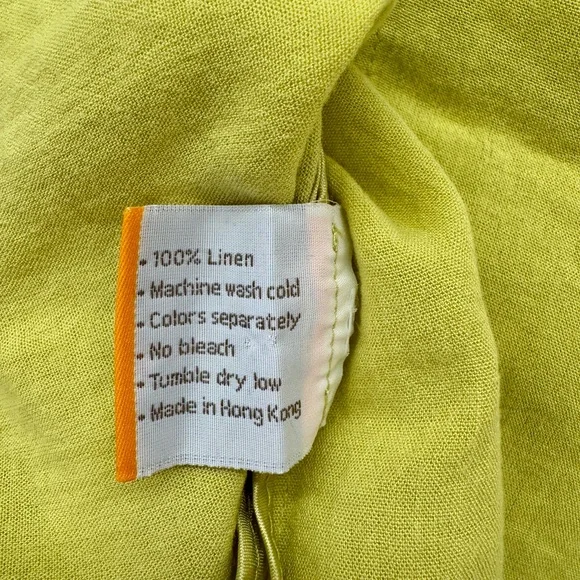 • 100% Linen
• Machine wash cold
• Colors separately
• No bleach
• Tumble dry low
• Made in Hong Kong